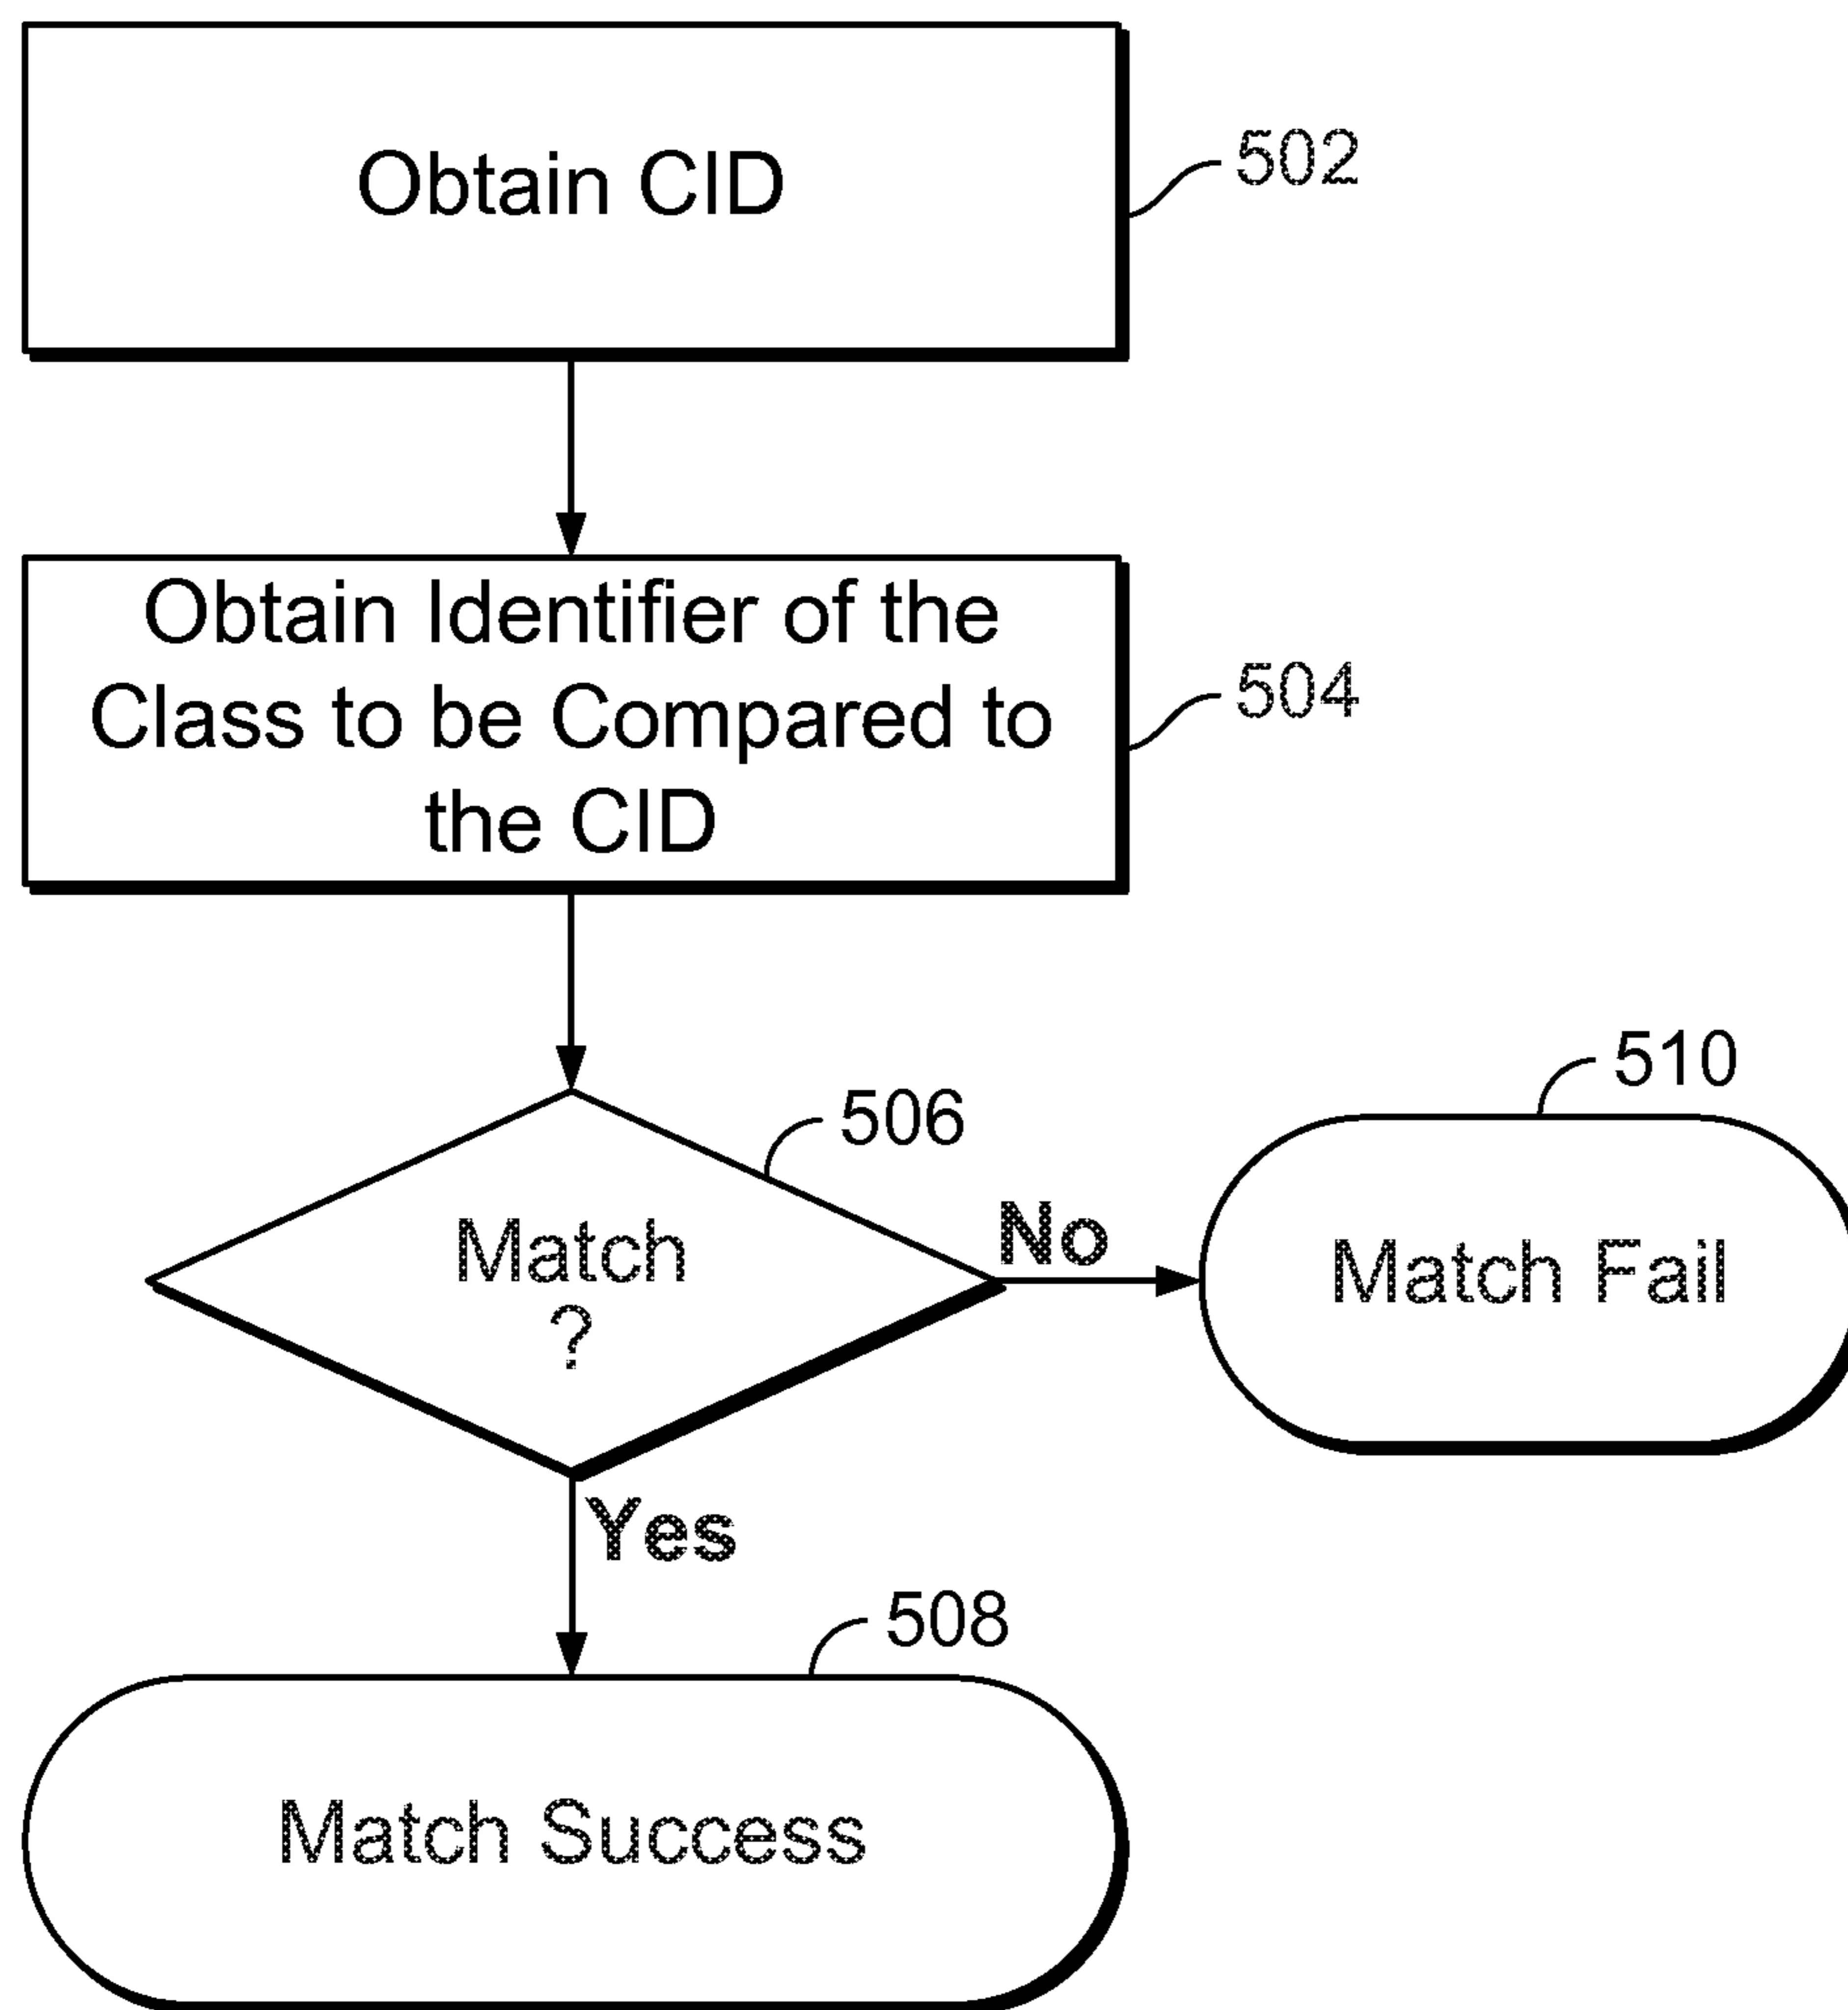 Obtain CID
502
Obtain Identifier of the
Class to be Compared to
the CID
504
506
Match
?
No
510
Match Fail
Yes
508
Match Success